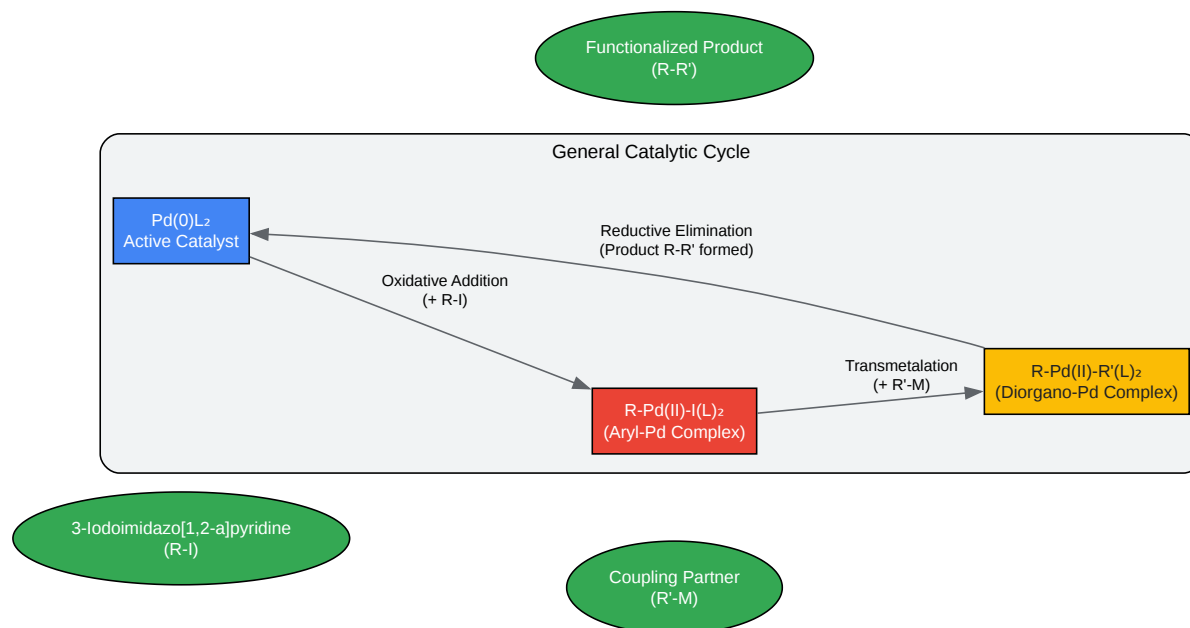 Functionalized Product
(R-R')
General Catalytic Cycle
Pd(0)L₂
Active Catalyst
Reductive Elimination
(Product R-R' formed)
Oxidative Addition
(+ R-I)
Transmetalation
(+ R'-M)
R-Pd(II)-R'(L)₂
(Diorgano-Pd Complex)
R-Pd(II)-I(L)₂
(Aryl-Pd Complex)
3-Iodoimidazo[1,2-a]pyridine
(R-I)
Coupling Partner
(R'-M)